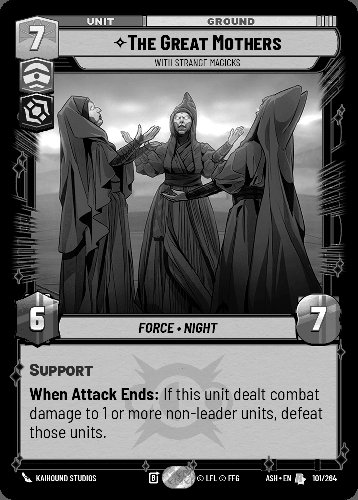 UNIT GROUND
7
The Great Mothers
WITH STRANGE MAGICKS
6
7
FORCE • NIGHT
SUPPORT
When Attack Ends: If this unit dealt combat
damage to 1 or more non-leader units, defeat
those units.
KAIHOUND STUDIOS
© LFL © FFG
ASH • EN
101/264